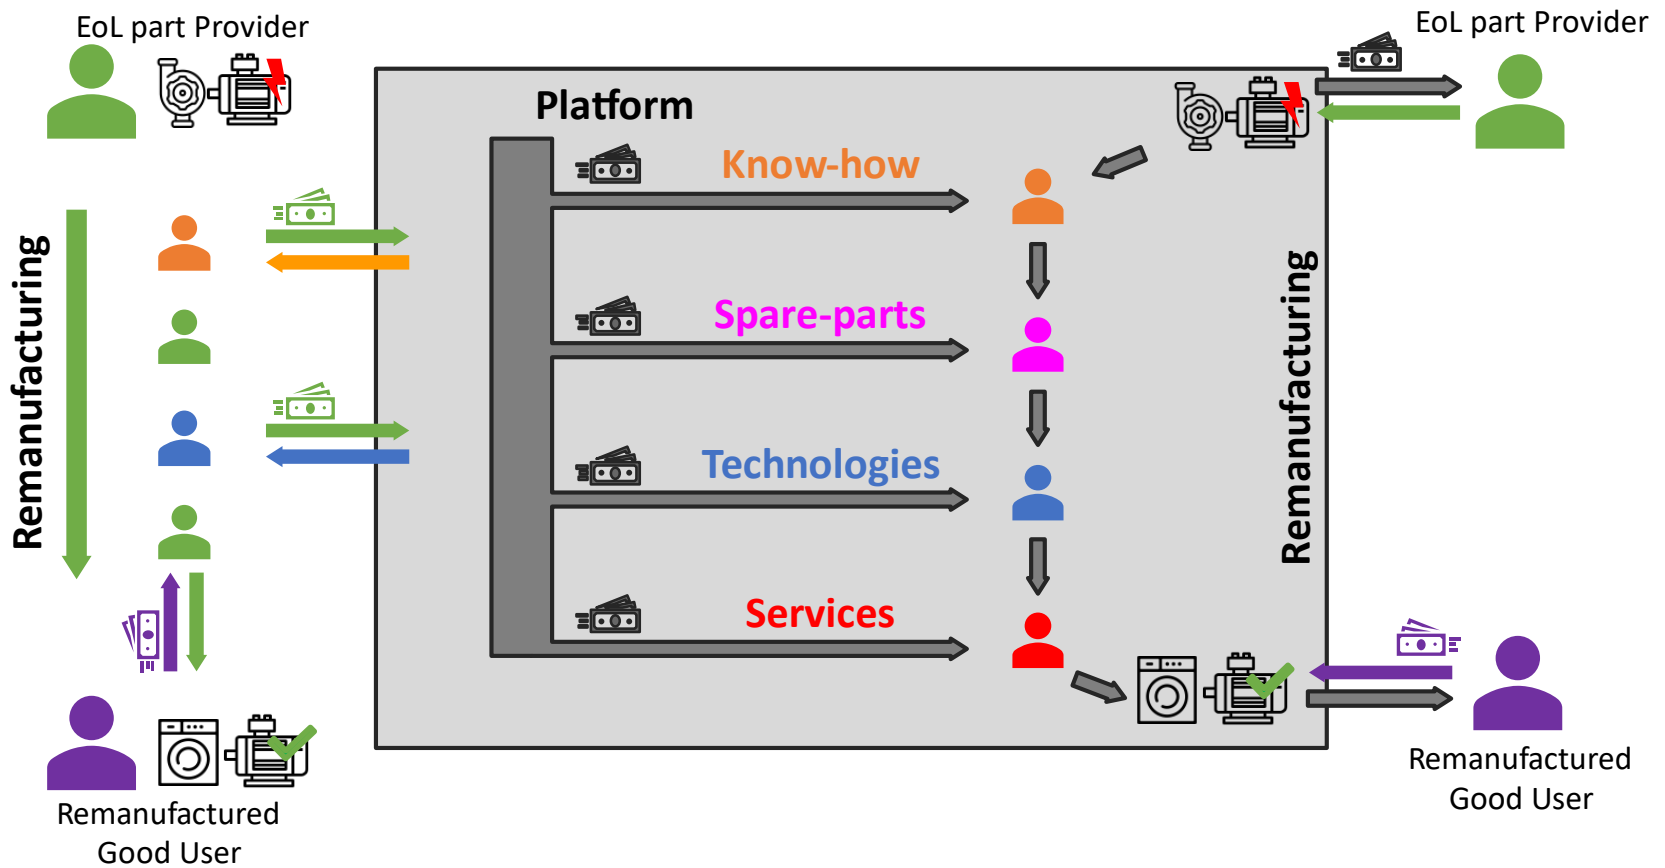 EoL part Provider
EoL part Provider
Platform
Know-how
Spare-parts
Technologies
Services
Remanufacturing
Remanufacturing
Remanufactured
Good User
Remanufactured
Good User